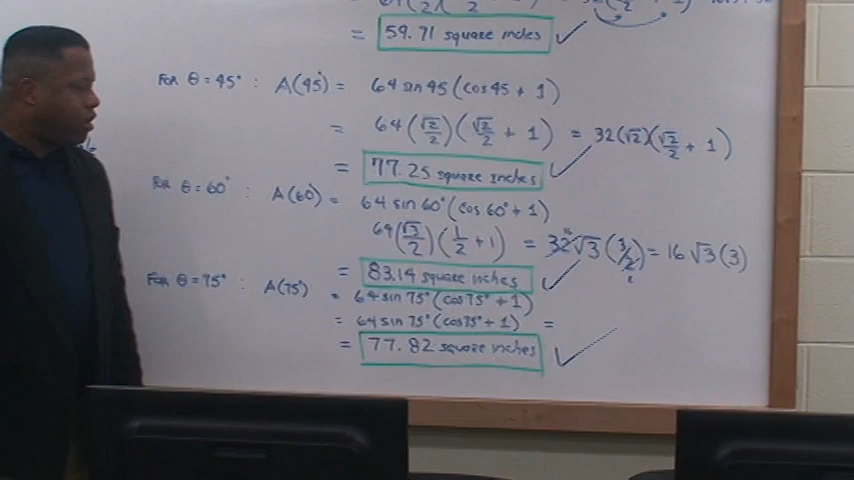 = 59.71 square inches ✓
For θ=45° : A(45°) = 64 sin 45 (cos 45 + 1)
= 64 (√2/2) (√2/2 + 1) = 32 (√2) (√2/2 + 1)
= 77.25 square inches ✓
For θ=60° : A(60°) = 64 sin 60° (cos 60° + 1)
64 (√3/2) (1/2 + 1) = 32 √3 (3/2) = 16 √3 (3)
= 83.14 square inches ✓
For θ=75° : A(75°) = 64 sin 75° (cos 75° + 1)
= 64 sin 75° (cos 75° + 1) =
= 77.82 square inches ✓